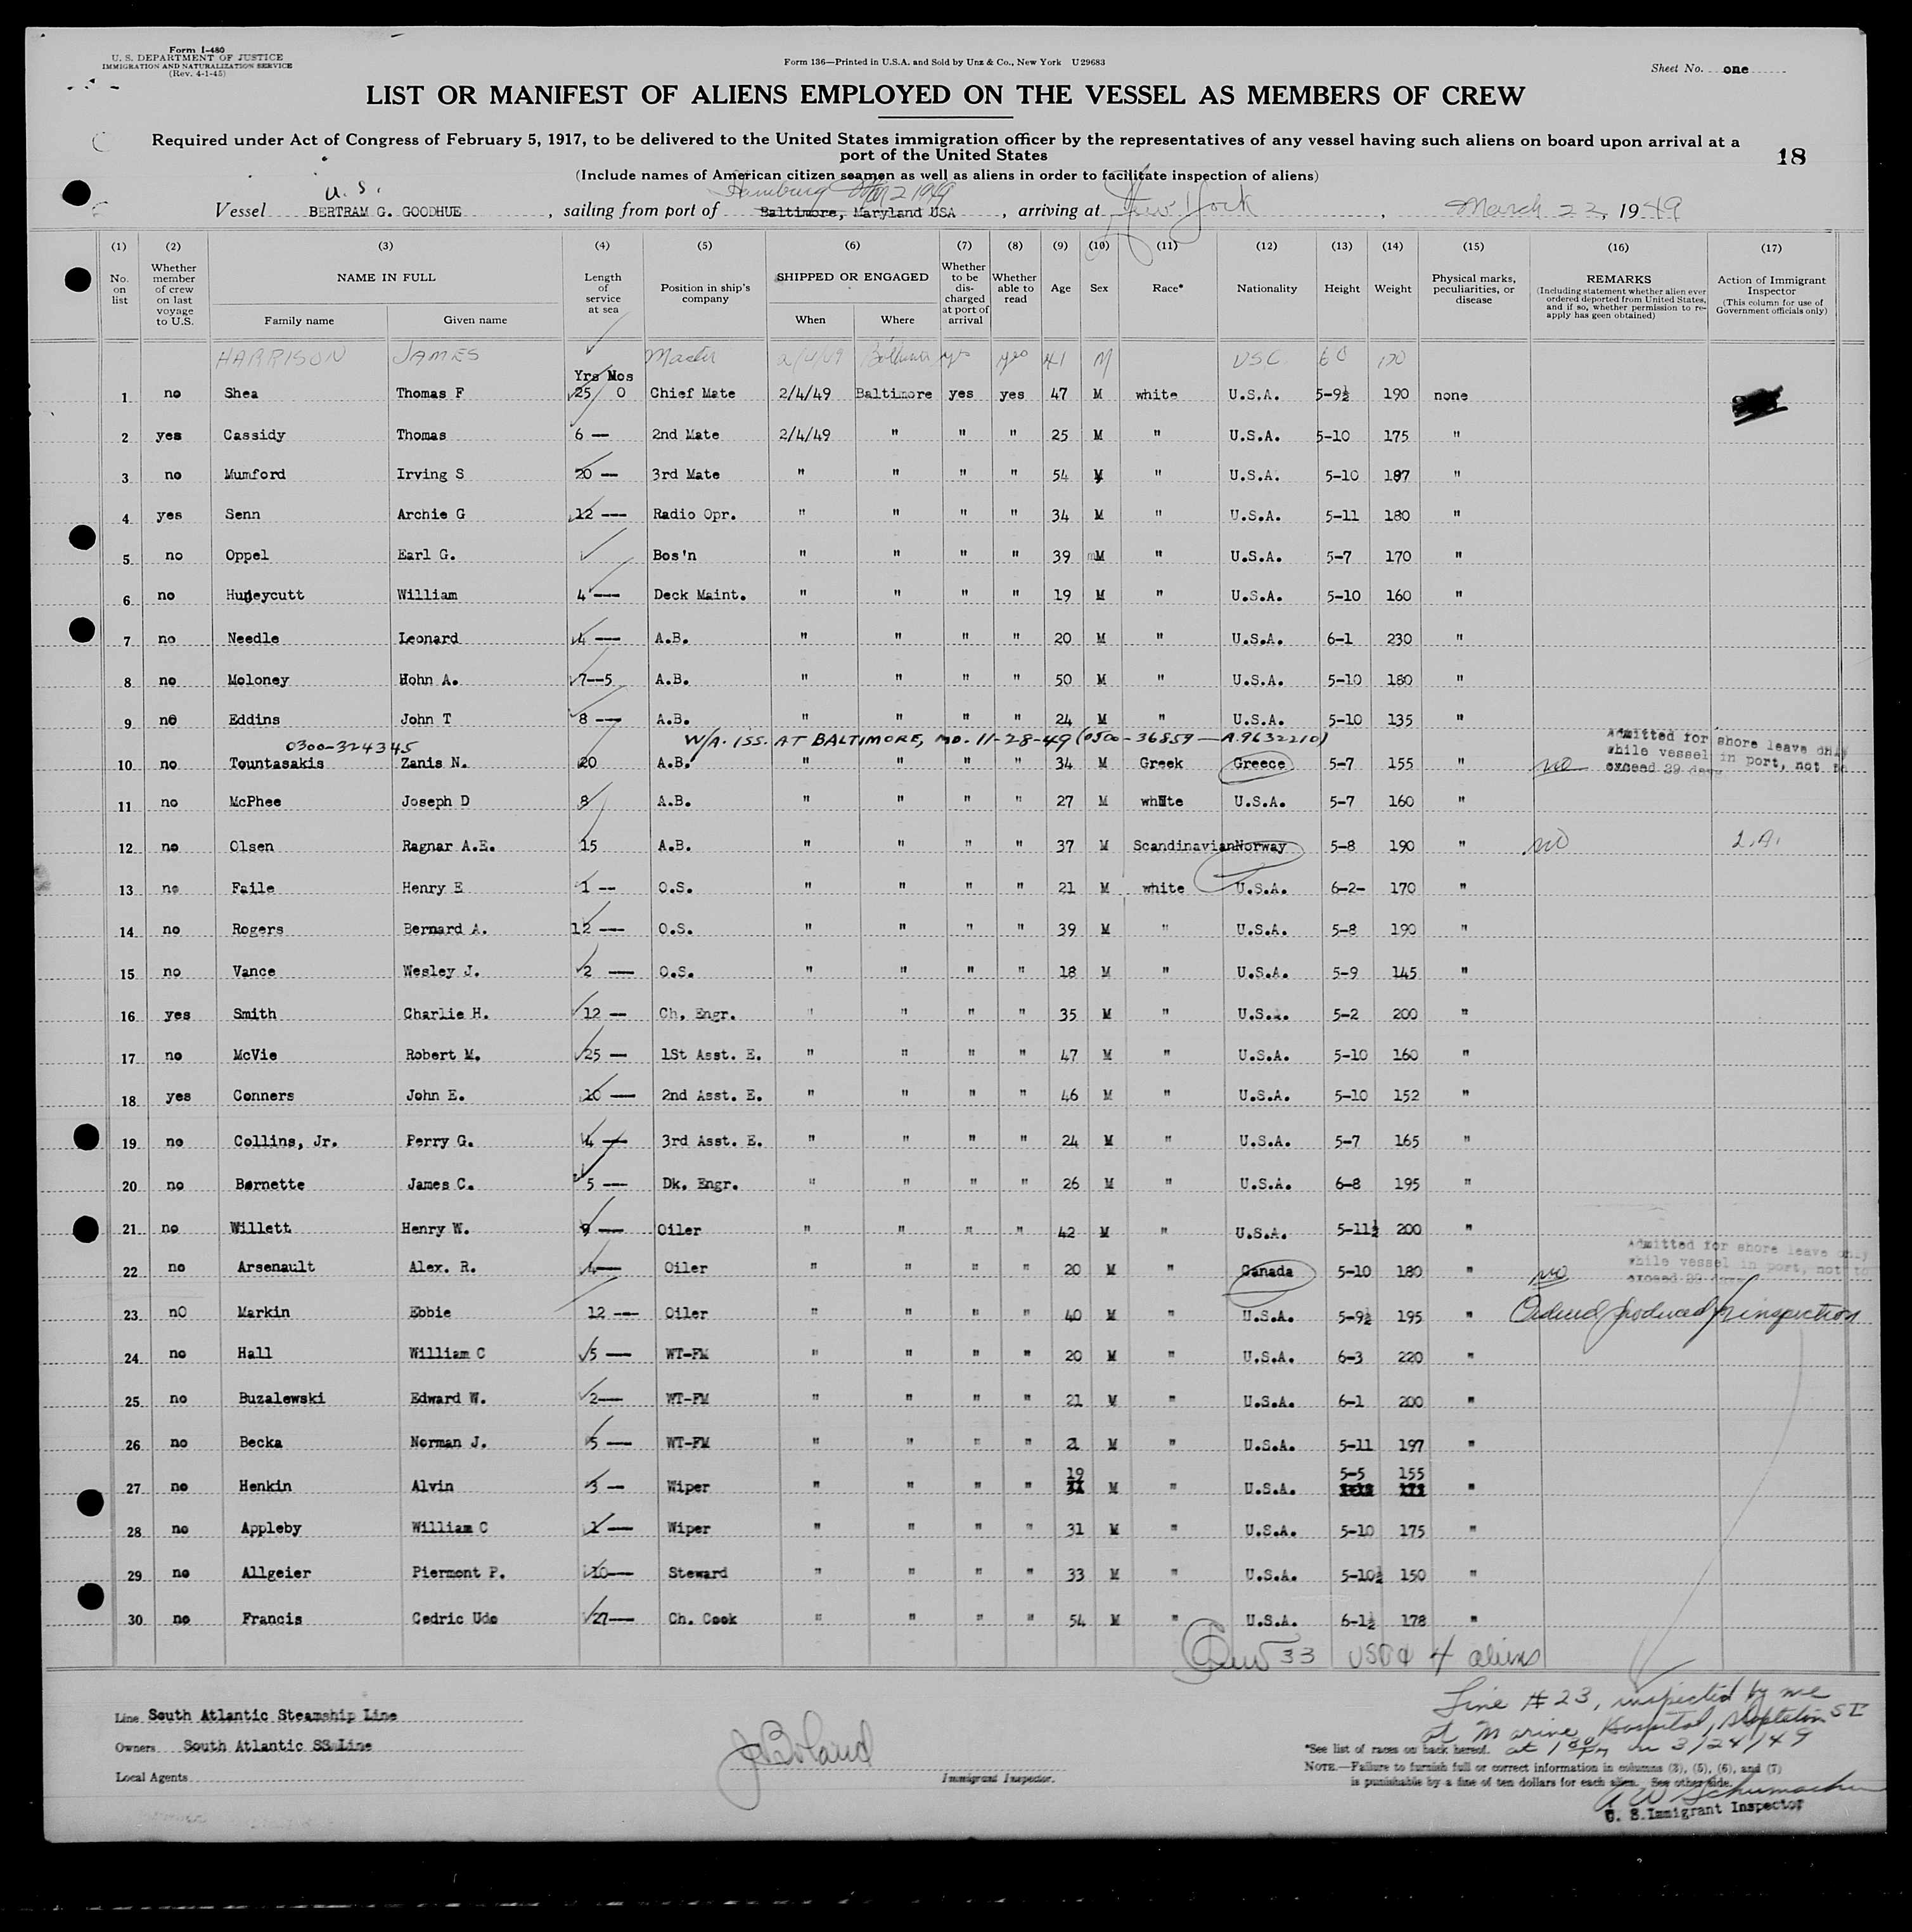 Form I-480
U. S. DEPARTMENT OF JUSTICE
IMMIGRATION AND NATURALIZATION SERVICE
(Rev. 4-1-45)
Form 136—Printed in U.S.A. and Sold by Unz & Co., New York U29683
Sheet No. one
LIST OR MANIFEST OF ALIENS EMPLOYED ON THE VESSEL AS MEMBERS OF CREW
Required under Act of Congress of February 5, 1917, to be delivered to the United States immigration officer by the representatives of any vessel having such aliens on board upon arrival at a
port of the United States
18
(Include names of American citizen seamen as well as aliens in order to facilitate inspection of aliens)
U. S. Hamburg 2 1949
Vessel BERTRAM G. GOODHUE, sailing from port of Baltimore, Maryland USA, arriving at New York, March 22, 1949
(1) (2) (3) (4) (5) (6) (7) (8) (9) (10) (11) (12) (13) (14) (15) (16) (17)
No. on list
Whether member of crew on last voyage to U.S.
NAME IN FULL
Family name
Given name
Length of service at sea
Position in ship's company
SHIPPED OR ENGAGED
When
Where
Whether to be discharged at port of arrival
Whether able to read
Age
Sex
Race*
Nationality
Height
Weight
Physical marks, peculiarities, or disease
REMARKS
(Including statement whether alien ever ordered deported from United States, and if so, whether permission to re-apply has geen obtained)
Action of Immigrant Inspector
(This column for use of Government officials only)
HARRISON JAMES Master 2/4/49 yes yes 41 M USC 60 170
Yrs Mos
1 no Shea Thomas F 25 0 Chief Mate 2/4/49 Baltimore yes yes 47 M white U.S.A. 5-9½ 190 none
2 yes Cassidy Thomas 6 — 2nd Mate 2/4/49 " " " 25 M " U.S.A. 5-10 175 "
3 no Mumford Irving S 20 — 3rd Mate " " " " 54 M " U.S.A. 5-10 187 "
4 yes Senn Archie G 12 — Radio Opr. " " " " 34 M " U.S.A. 5-11 180 "
5 no Oppel Earl G. Bos'n " " " " 39 M " U.S.A. 5-7 170 "
6 no Huneycutt William 4 — Deck Maint. " " " " 19 M " U.S.A. 5-10 160 "
7 no Needle Leonard 4 — A.B. " " " " 20 M " U.S.A. 6-1 230 "
8 no Moloney Hohn A. 7--5 A.B. " " " " 50 M " U.S.A. 5-10 180 "
9 no Eddins John T 8 — A.B. " " " " 24 M " U.S.A. 5-10 135 "
0300-324345 W/A. ISS. AT BALTIMORE, MD. 11-28-49 (0500-36859—A.9632210)
10 no Tountasakis Zanis N. 20 A.B. " " " " 34 M Greek Greece 5-7 155 " no Admitted for shore leave only while vessel in port, not to exceed 29 days
11 no McPhee Joseph D 8 A.B. " " " " 27 M white U.S.A. 5-7 160 "
12 no Olsen Ragnar A.E. 15 A.B. " " " " 37 M Scandinavian Norway 5-8 190 " no
13 no Faile Henry E 1 -- O.S. " " " " 21 M white U.S.A. 6-2- 170 "
14 no Rogers Bernard A. 12 — O.S. " " " " 39 M " U.S.A. 5-8 190 "
15 no Vance Wesley J. 2 — O.S. " " " " 18 M " U.S.A. 5-9 145 "
16 yes Smith Charlie H. 12 — Ch. Engr. " " " " 35 M " U.S.A. 5-2 200 "
17 no McVie Robert M. 25 — 1St Asst. E. " " " " 47 M " U.S.A. 5-10 160 "
18 yes Conners John E. 10 — 2nd Asst. E. " " " " 46 M " U.S.A. 5-10 152 "
19 no Collins, Jr. Perry G. 4 — 3rd Asst. E. " " " " 24 M " U.S.A. 5-7 165 "
20 no Barnette James C. 5 — Dk. Engr. " " " " 26 M " U.S.A. 6-8 195 "
21 no Willett Henry W. 9 — Oiler " " " " 42 M " U.S.A. 5-11½ 200 "
22 no Arsenault Alex. R. 4 — Oiler " " " " 20 M " Canada 5-10 180 " no Admitted for shore leave only while vessel in port, not to exceed 29 days
23 nO Markin Ebbie 12 — Oiler " " " " 40 M " U.S.A. 5-9½ 195 " Ordered produced for inspection
24 no Hall William C 5 — WT-FM " " " " 20 M " U.S.A. 6-3 220 "
25 no Buzalewski Edward W. 2 — WT-FM " " " " 21 M " U.S.A. 6-1 200 "
26 no Becka Norman J. 5 — WT-FM " " " " 21 M " U.S.A. 5-11 197 "
27 no Henkin Alvin 3 — Wiper " " " " 19 M " U.S.A. 5-5 155 "
28 no Appleby William C 1 — Wiper " " " " 31 M " U.S.A. 5-10 175 "
29 no Allgeier Piermont P. 10 — Steward " " " " 33 M " U.S.A. 5-10½ 150 "
30 no Francis Cedric Udo 27 — Ch. Cook " " " " 54 M " U.S.A. 6-1½ 178 "
Crew 33 USC 4 aliens
Line South Atlantic Steamship Line
Owners South Atlantic SS Line
Local Agents
J Boland
Immigrant Inspector.
Line # 23, inspected by me
at Marine Hospital, Stapleton SI
at 1 30 PM on 3/24/49
*See list of races on back hereof.
NOTE.—Failure to furnish full or correct information in columns (3), (5), (6), and (7)
is punishable by a fine of ten dollars for each alien. See other side.
A W Schumacher
U. S. Immigrant Inspector